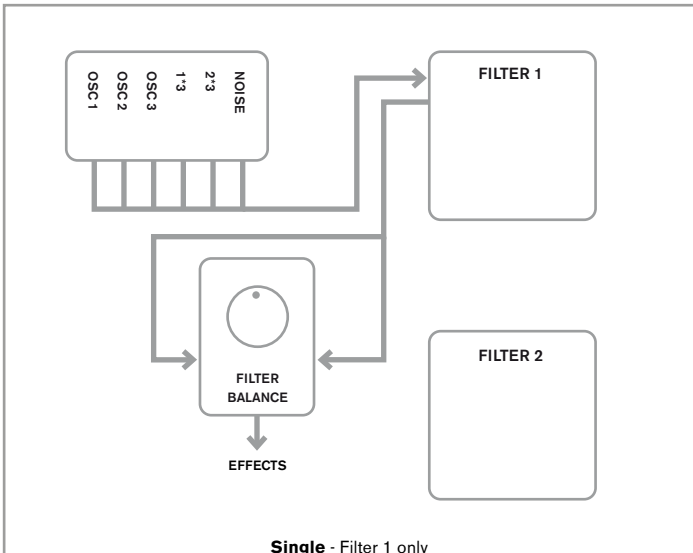 OSC 1
OSC 2
OSC 3
1*3
2*3
NOISE
FILTER 1
FILTER 2
FILTER
BALANCE
EFFECTS
Single - Filter 1 only